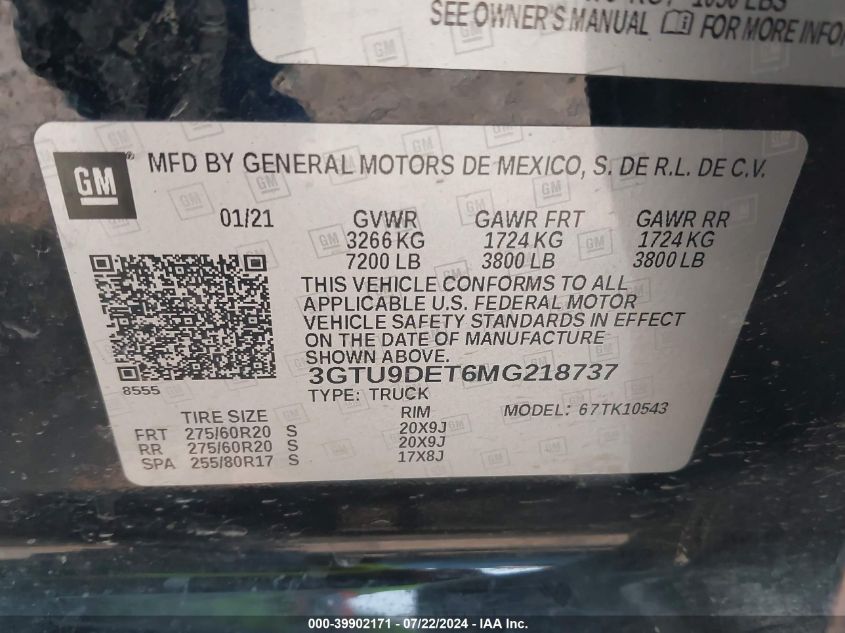 1050 LBS
SEE OWNER'S MANUAL FOR MORE INFOR
GM
MFD BY GENERAL MOTORS DE MEXICO, S. DE R.L. DE C.V.
01/21 GVWR GAWR FRT GAWR RR
3266 KG 1724 KG 1724 KG
7200 LB 3800 LB 3800 LB
THIS VEHICLE CONFORMS TO ALL
APPLICABLE U.S. FEDERAL MOTOR
VEHICLE SAFETY STANDARDS IN EFFECT
ON THE DATE OF MANUFACTURE
SHOWN ABOVE.
3GTU9DET6MG218737
8555
TYPE: TRUCK
TIRE SIZE RIM MODEL: 67TK10543
FRT 275/60R20 S 20X9J
RR 275/60R20 S 20X9J
SPA 255/80R17 S 17X8J
000-39902171 - 07/22/2024 - IAA Inc.